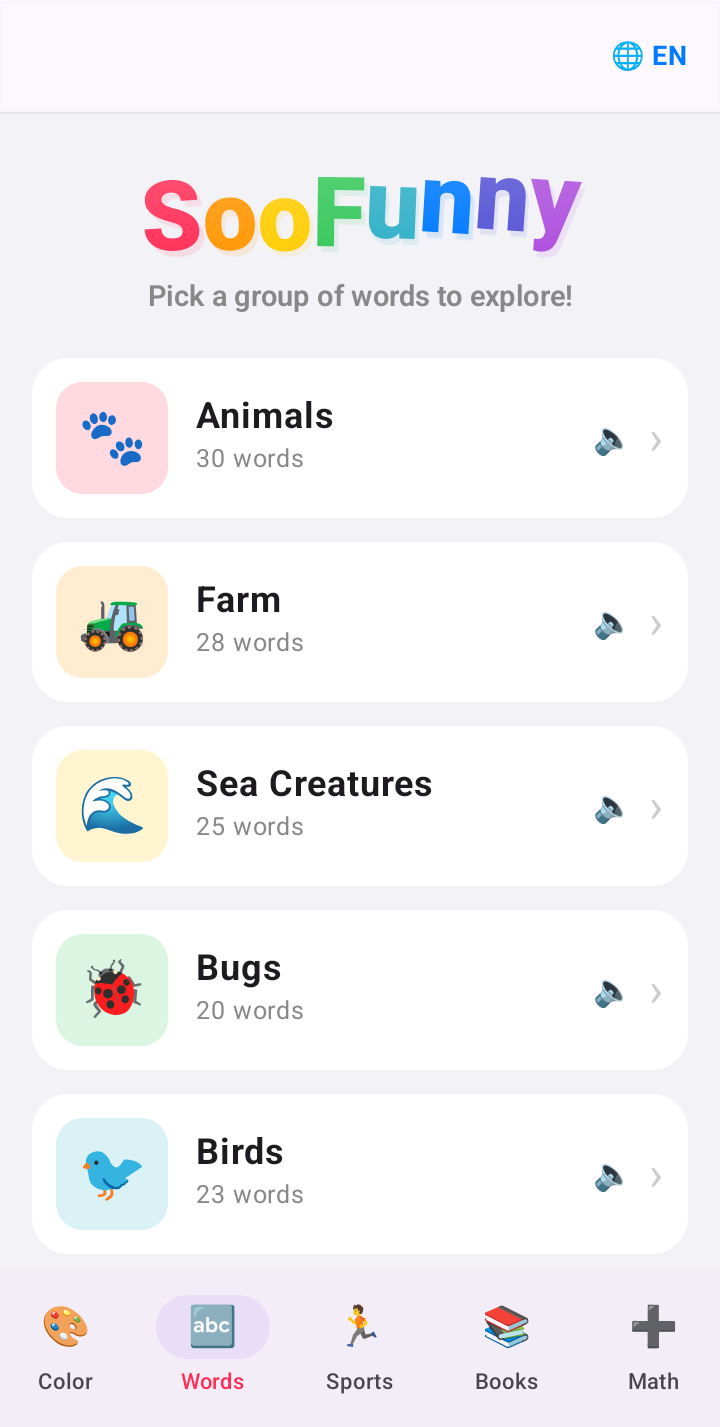 EN
SooFunny
Pick a group of words to explore!
Animals
30 words
Farm
28 words
Sea Creatures
25 words
Bugs
20 words
Birds
23 words
abc
Color
Words
Sports
Books
Math